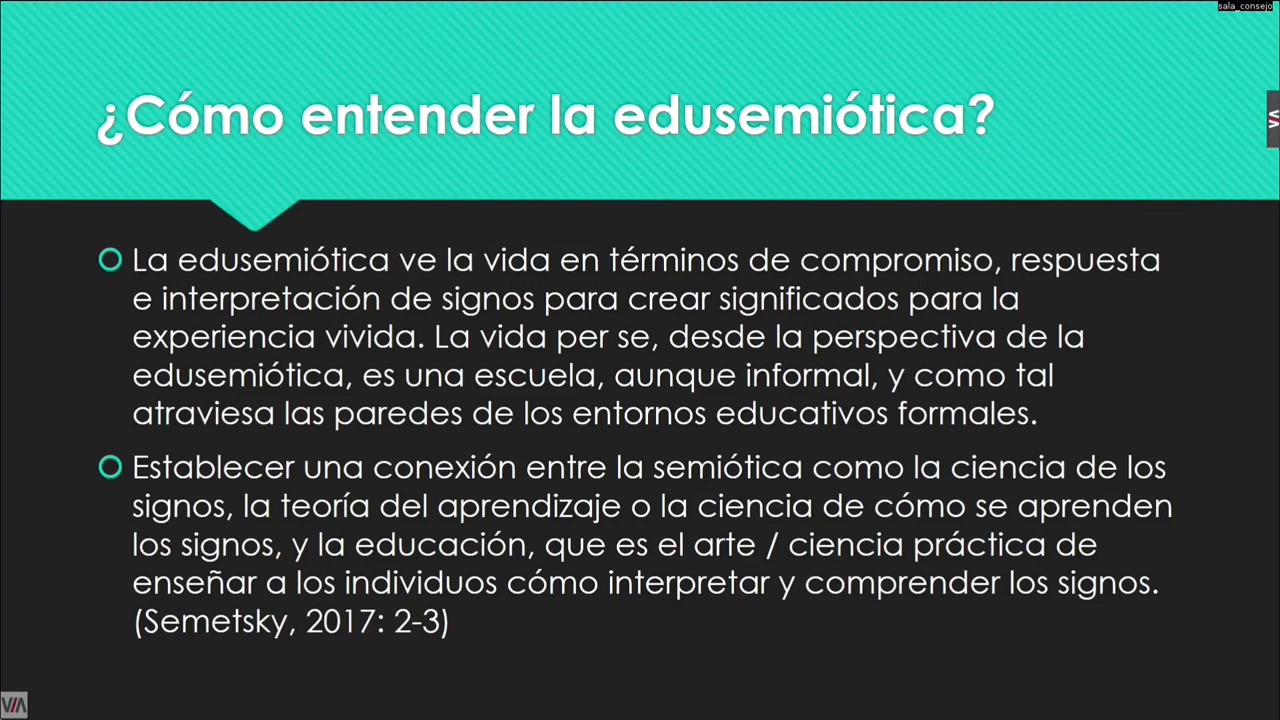 sala_consejo
¿Cómo entender la edusemiótica?
La edusemiótica ve la vida en términos de compromiso, respuesta
e interpretación de signos para crear significados para la
experiencia vivida. La vida per se, desde la perspectiva de la
edusemiótica, es una escuela, aunque informal, y como tal
atraviesa las paredes de los entornos educativos formales.
Establecer una conexión entre la semiótica como la ciencia de los
signos, la teoría del aprendizaje o la ciencia de cómo se aprenden
los signos, y la educación, que es el arte / ciencia práctica de
enseñar a los individuos cómo interpretar y comprender los signos.
(Semetsky, 2017: 2-3)
VIA